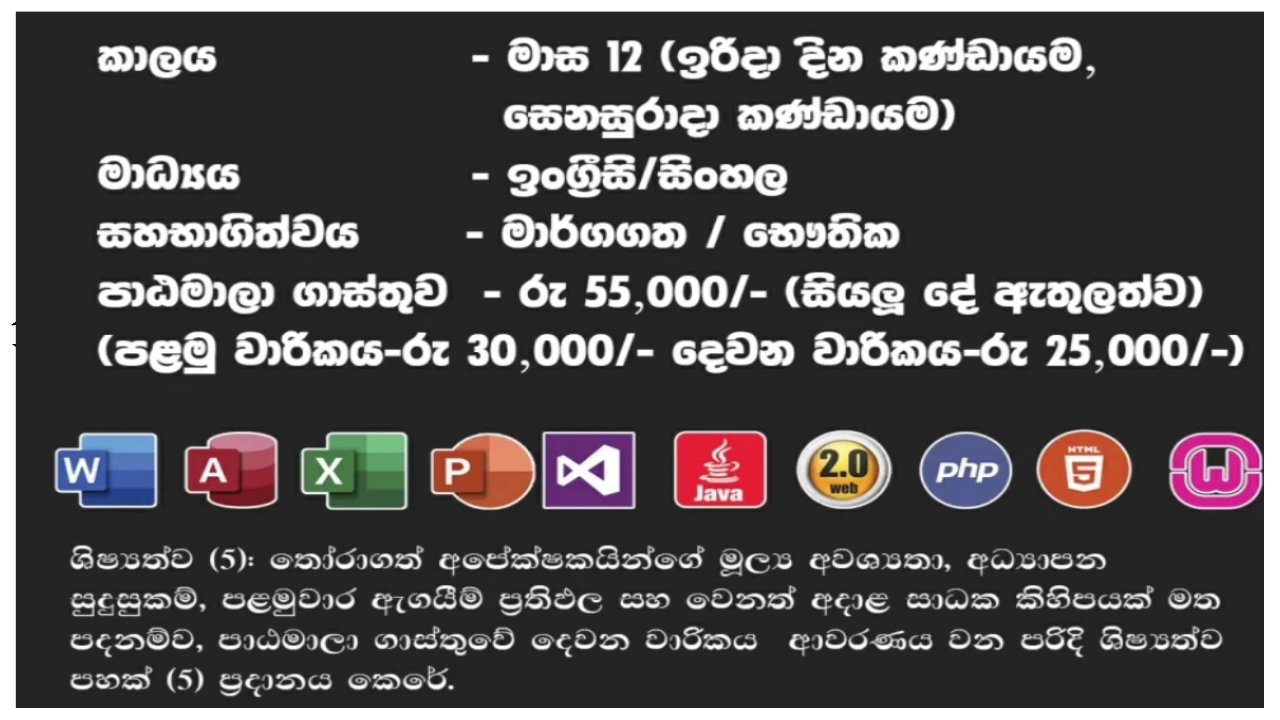 කාලය - මාස 12 (ඉරිදා දින කණ්ඩායම,
සෙනසුරාදා කණ්ඩායම)
මාධ්‍යය - ඉංග්‍රීසි/සිංහල
සහභාගිත්වය - මාර්ගගත / භෞතික
පාඨමාලා ගාස්තුව - රු 55,000/- (සියලූ දේ ඇතුලත්ව)
(පළමු වාරිකය-රු 30,000/- දෙවන වාරිකය-රු 25,000/-)
W A X P Java 2.0 web php HTML 5 W
ශිෂ්‍යත්ව (5): තෝරාගත් අපේක්ෂකයින්ගේ මූල්‍ය අවශ්‍යතා, අධ්‍යාපන
සුදුසුකම්, පළමුවාර ඇගයීම් ප්‍රතිඵල සහ වෙනත් අදාළ සාධක කිහිපයක් මත
පදනම්ව, පාඨමාලා ගාස්තුවේ දෙවන වාරිකය ආවරණය වන පරිදි ශිෂ්‍යත්ව
පහක් (5) ප්‍රදානය කෙරේ.